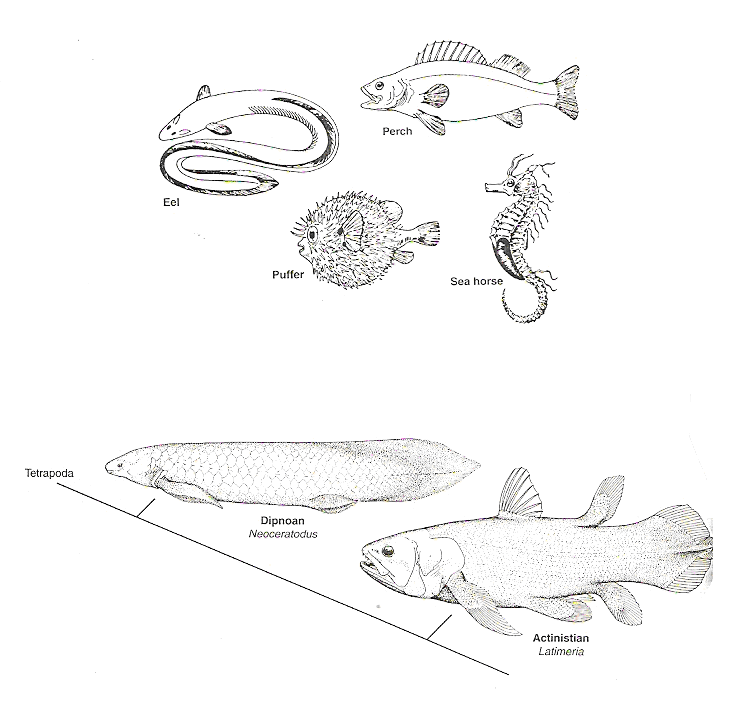 Perch
Eel
Puffer
Sea horse
Tetrapoda
Dipnoan
Neoceratodus
Actinistian
Latimeria